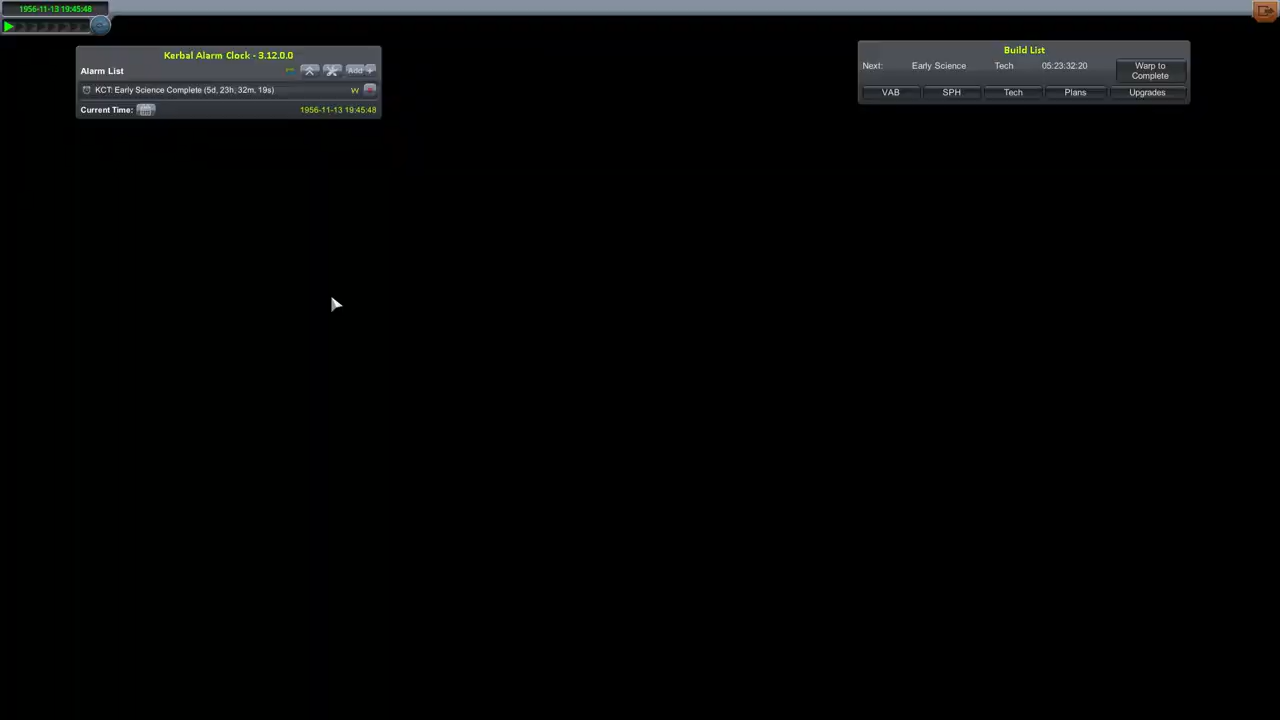 1956-11-13 19:45:48
Kerbal Alarm Clock - 3.12.0.0
Alarm List
Add +
KCT: Early Science Complete (5d, 23h, 32m, 19s)
W
Current Time:
1956-11-13 19:45:48
Build List
Next: Early Science Tech 05:23:32:20 Warp to Complete
VAB SPH Tech Plans Upgrades